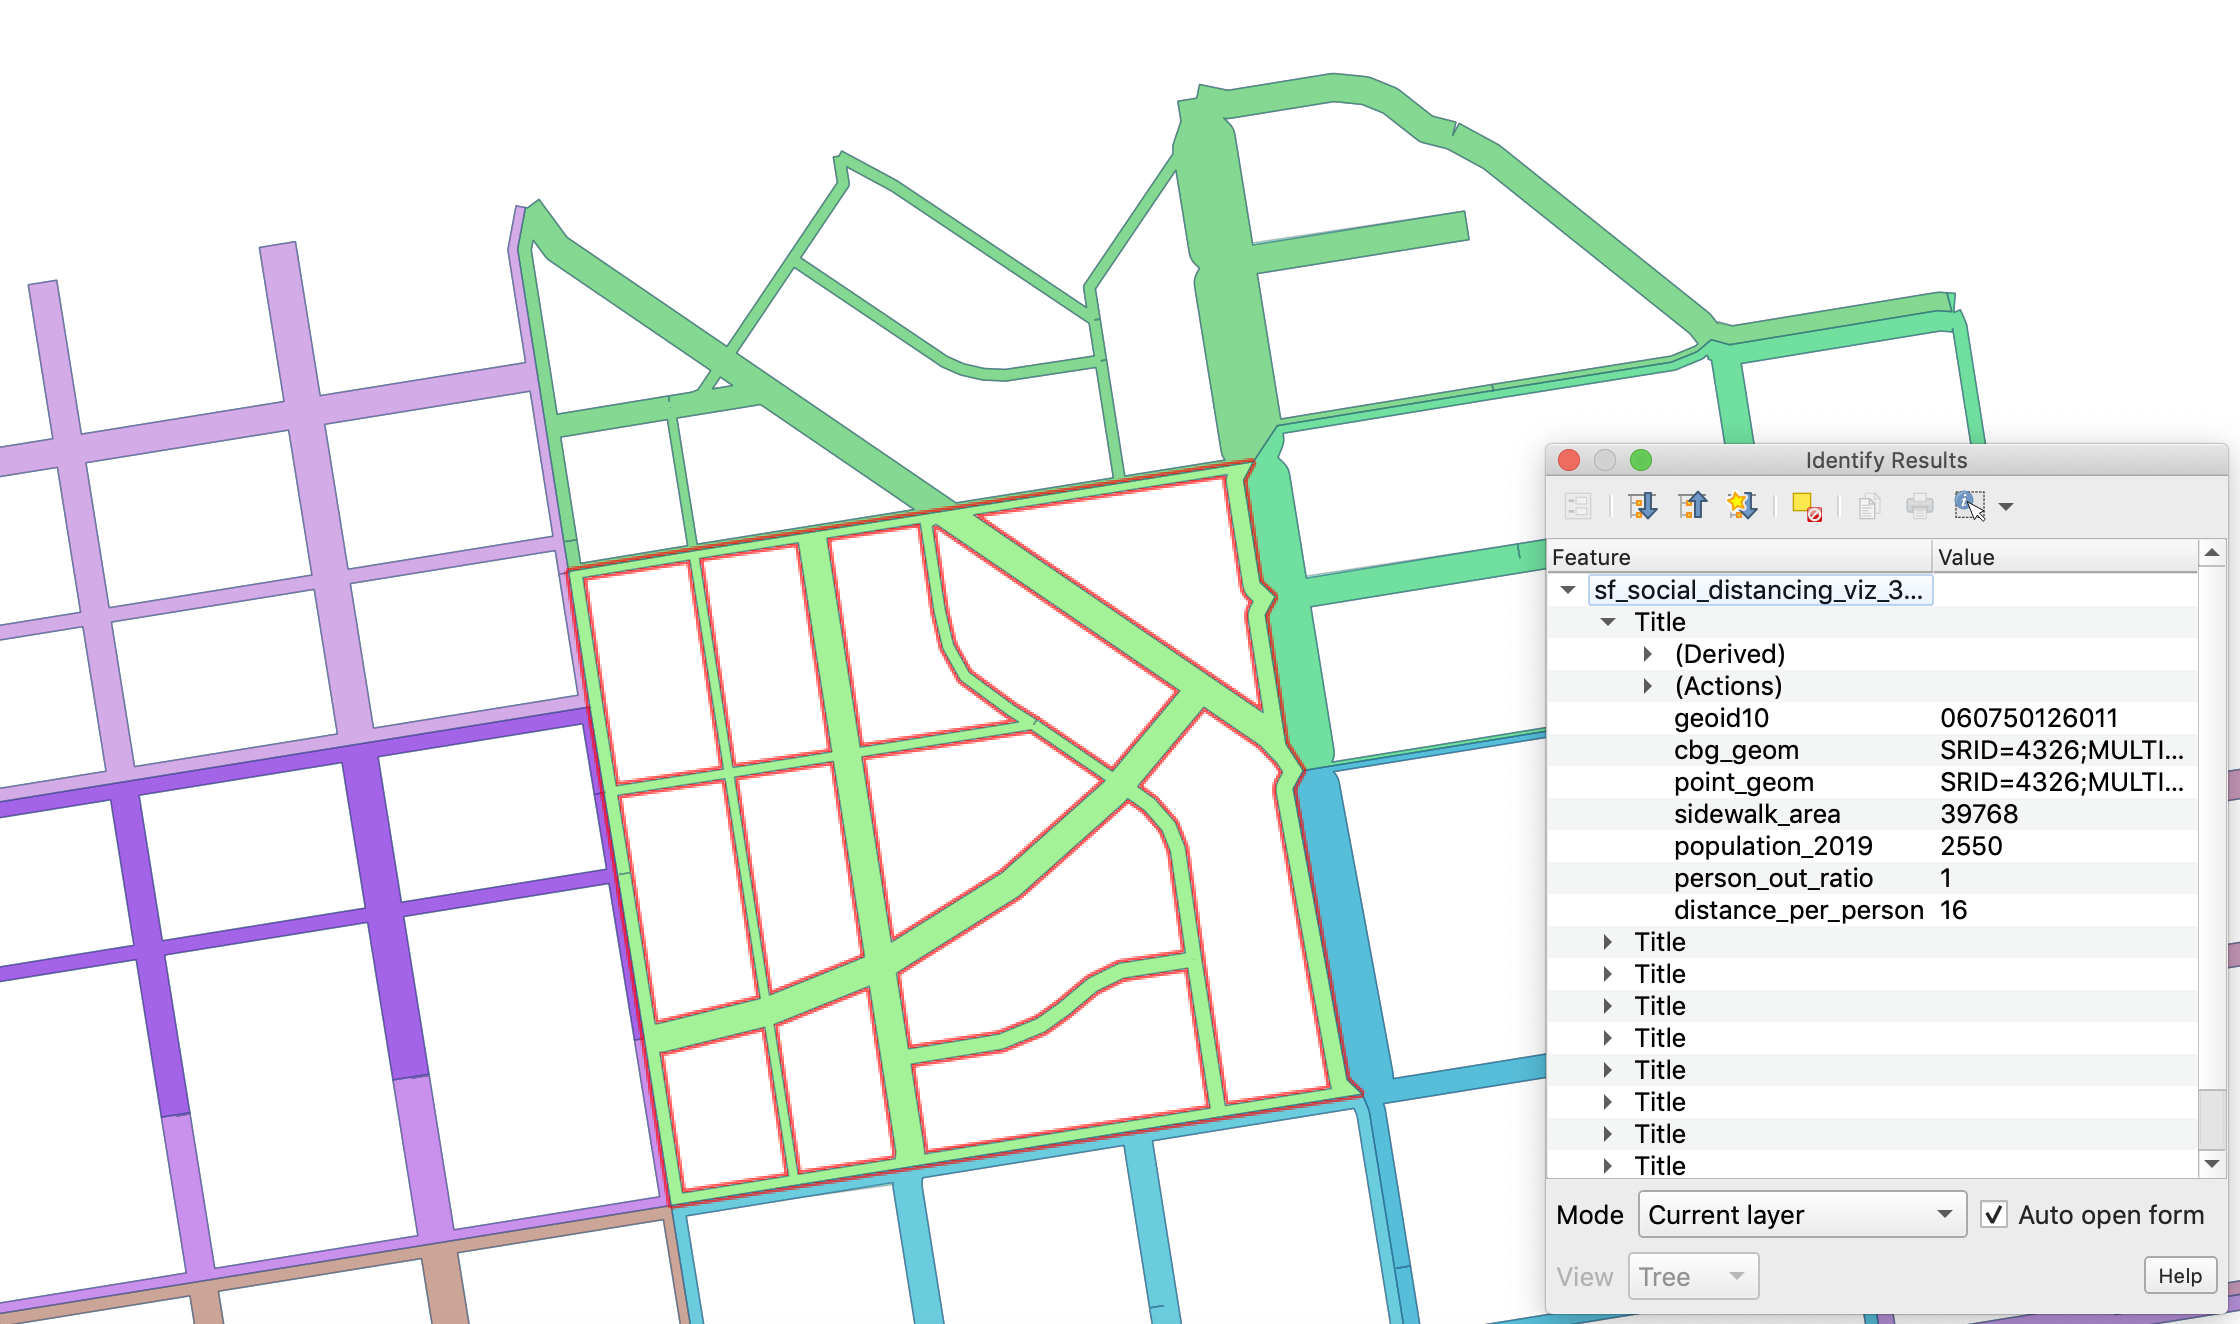 Identify Results
Feature Value
sf_social_distancing_viz_3...
Title
(Derived)
(Actions)
geoid10 060750126011
cbg_geom SRID=4326;MULTI...
point_geom SRID=4326;MULTI...
sidewalk_area 39768
population_2019 2550
person_out_ratio 1
distance_per_person 16
Title
Title
Title
Title
Title
Title
Title
Title
Mode Current layer Auto open form
View Tree Help